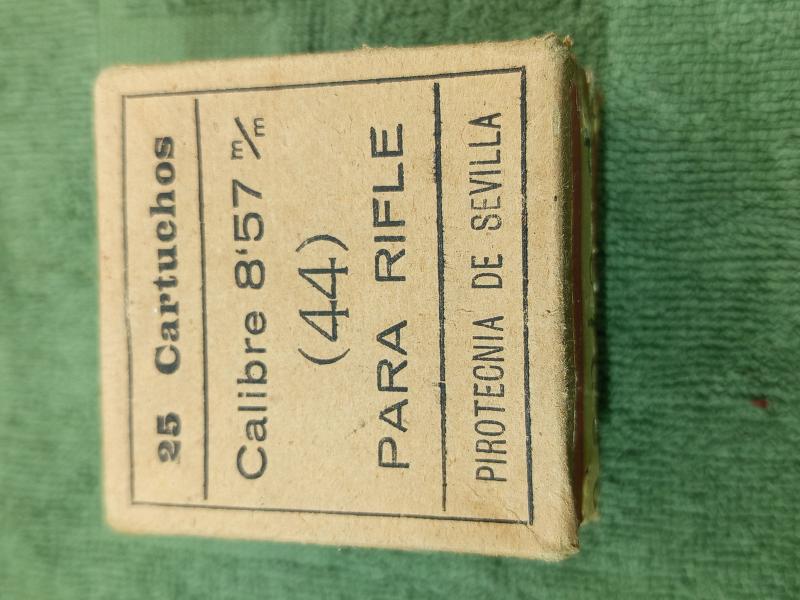 25 Cartuchos
Calibre 8'57 m/m
(44)
PARA RIFLE
PIROTECNIA DE SEVILLA